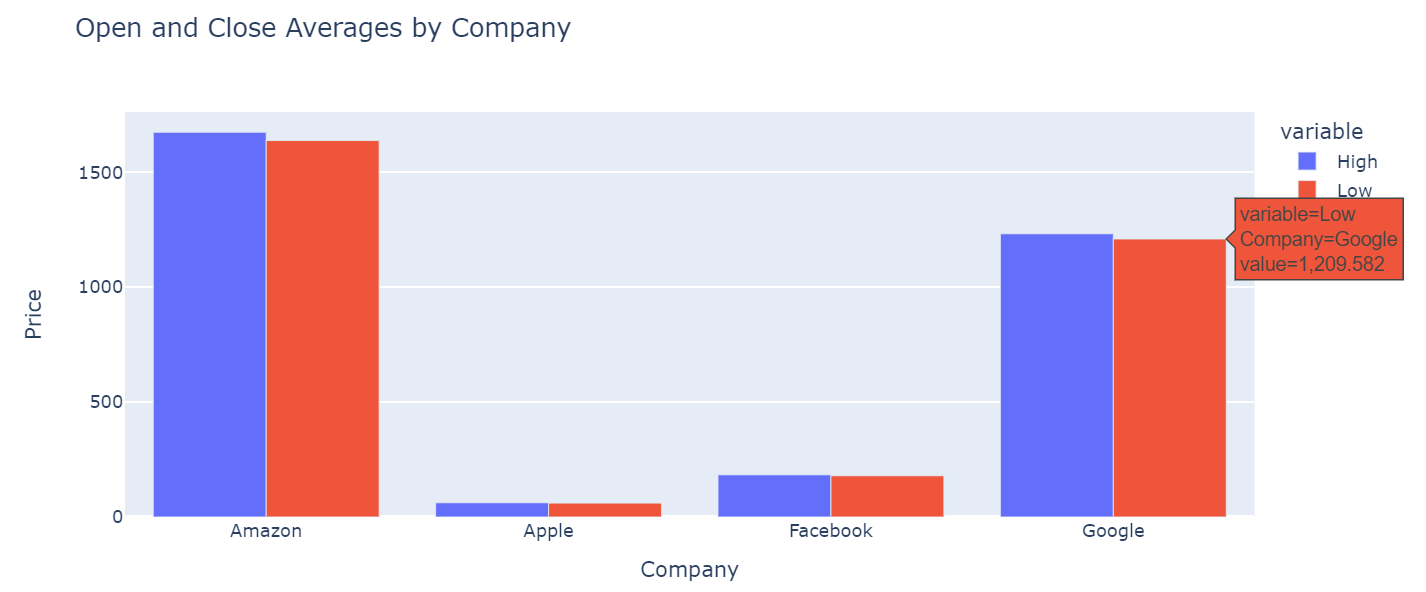 Open and Close Averages by Company
variable
High
Low
variable=Low
Company=Google
value=1,209.582
1500
1000
500
0
Price
Amazon
Apple
Facebook
Google
Company